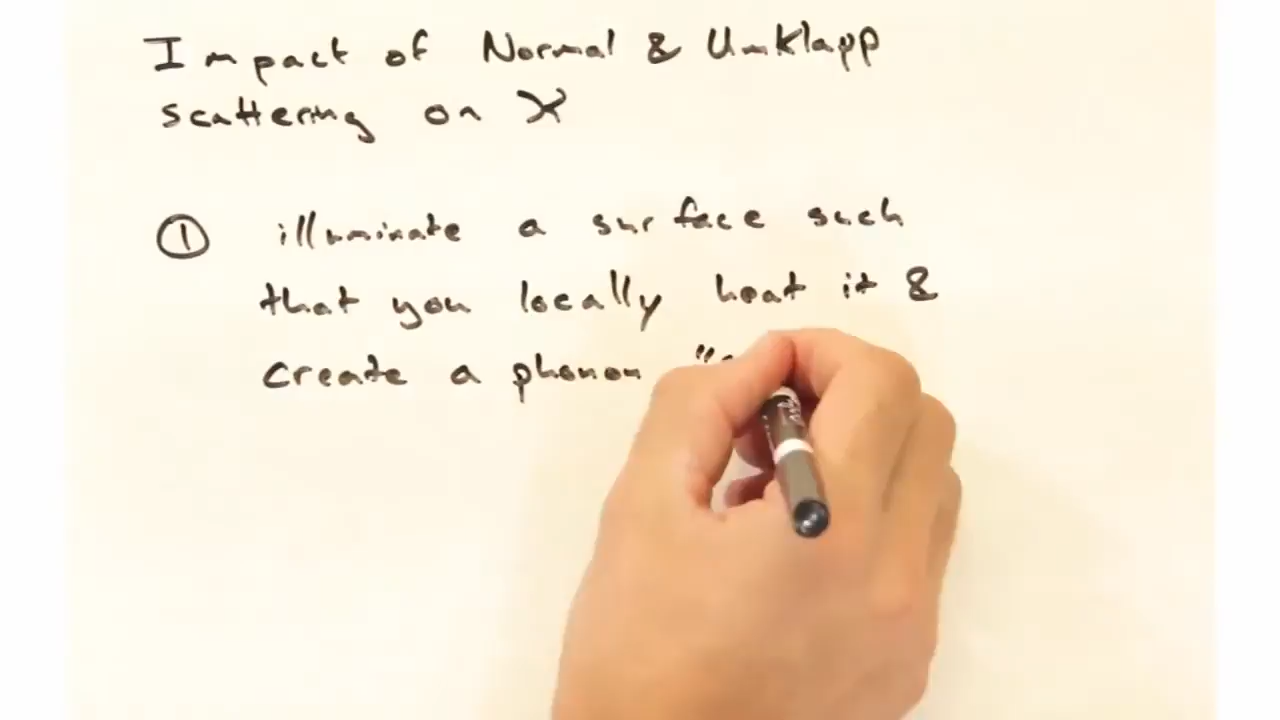 Impact of Normal & Umklapp
scattering on ϰ
① illuminate a surface such
that you locally heat it &
create a phonon "